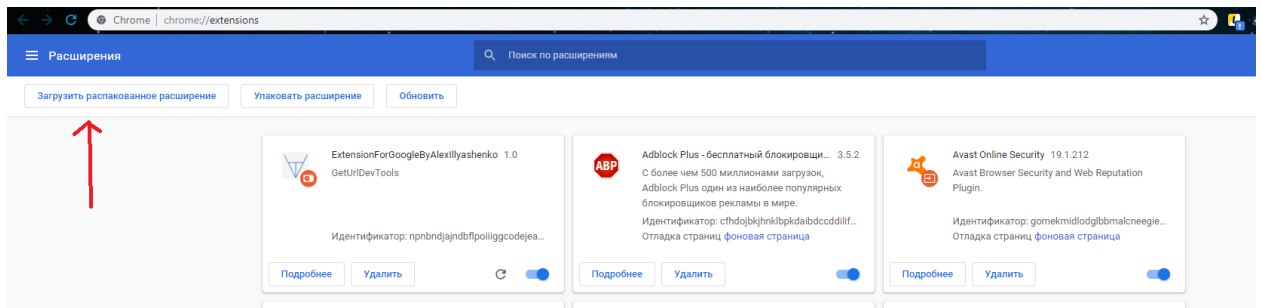 Chrome | chrome://extensions
Расширения
Поиск по расширениям
Загрузить распакованное расширение
Упаковать расширение
Обновить
ExtensionForGoogleByAlexIllyashenko 1.0
GetUrlDevTools
Идентификатор: npnbndjajndbflpoiiiggcodejea...
Подробнее
Удалить
ABP
Adblock Plus - бесплатный блокировщи... 3.5.2
С более чем 500 миллионами загрузок,
Adblock Plus один из наиболее популярных
блокировщиков рекламы в мире.
Идентификатор: cfhdojbkjhnklbpkdaibdccddilif...
Отладка страниц фоновая страница
Подробнее
Удалить
Avast Online Security 19.1.212
Avast Browser Security and Web Reputation
Plugin.
Идентификатор: gomekmidlodglbbmalcneegie...
Отладка страниц фоновая страница
Подробнее
Удалить